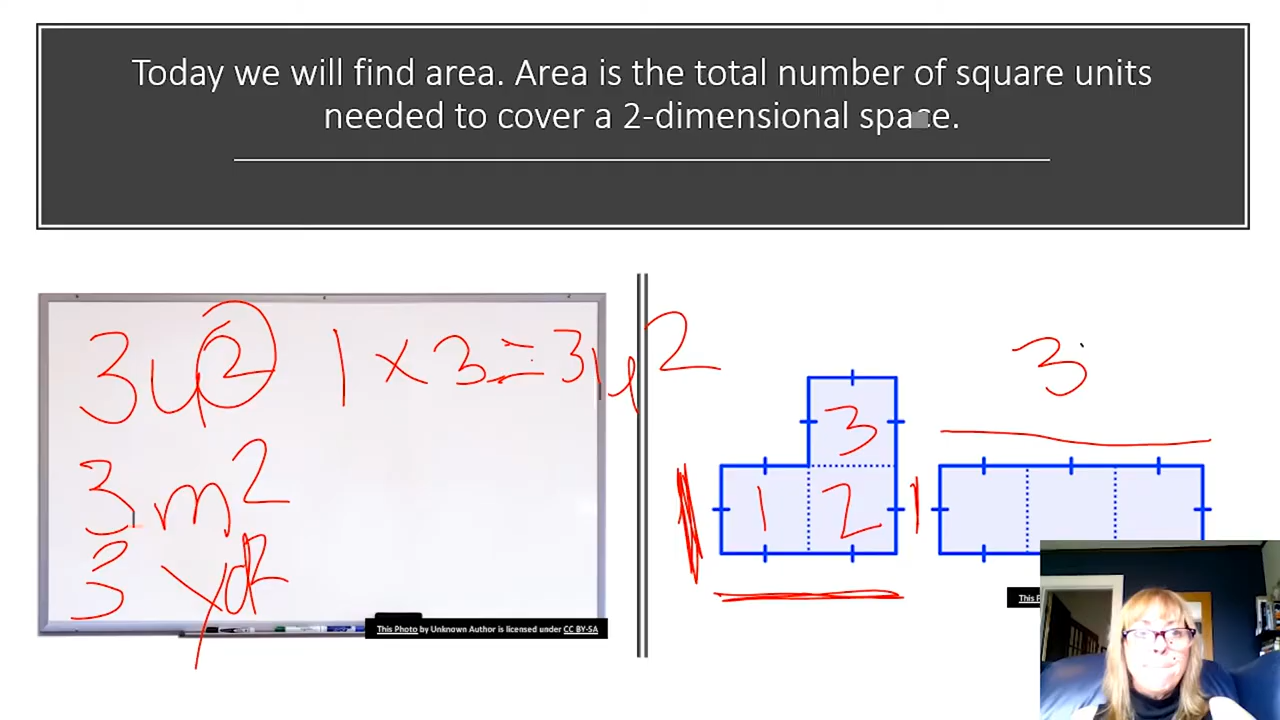 Today we will find area. Area is the total number of square units
needed to cover a 2-dimensional space.
3u² 1 x 3 = 3u²
3 m²
3 yd²
This Photo by Unknown Author is licensed under CC BY-SA
3
1 2
3
1
This P